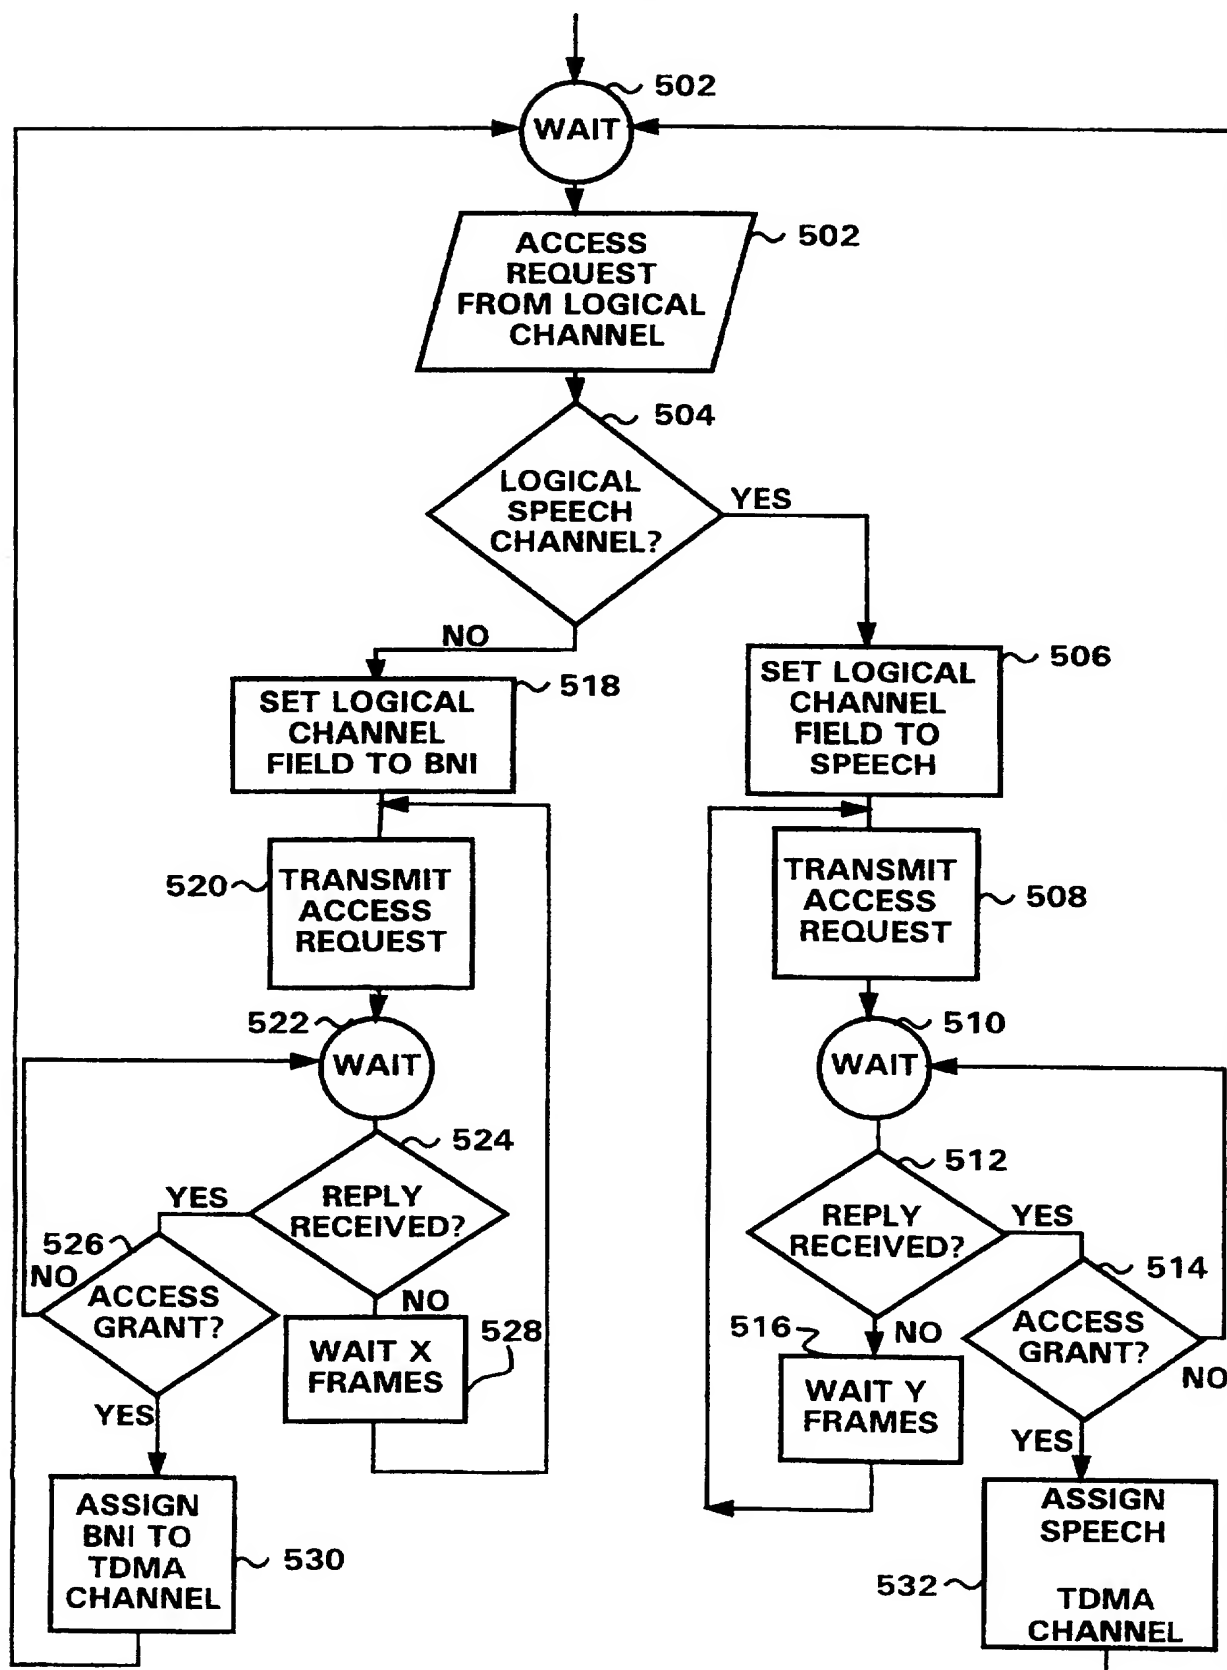 502
WAIT
502
ACCESS
REQUEST
FROM LOGICAL
CHANNEL
504
LOGICAL
SPEECH
CHANNEL?
YES
NO
518
SET LOGICAL
CHANNEL
FIELD TO BNI
506
SET LOGICAL
CHANNEL
FIELD TO
SPEECH
520
TRANSMIT
ACCESS
REQUEST
TRANSMIT
ACCESS
REQUEST
508
522
WAIT
510
WAIT
524
REPLY
RECEIVED?
YES
NO
526
NO
ACCESS
GRANT?
YES
WAIT X
FRAMES
528
512
REPLY
RECEIVED?
YES
NO
514
ACCESS
GRANT?
NO
YES
516
WAIT Y
FRAMES
ASSIGN
BNI TO
TDMA
CHANNEL
530
532
ASSIGN
SPEECH
TDMA
CHANNEL